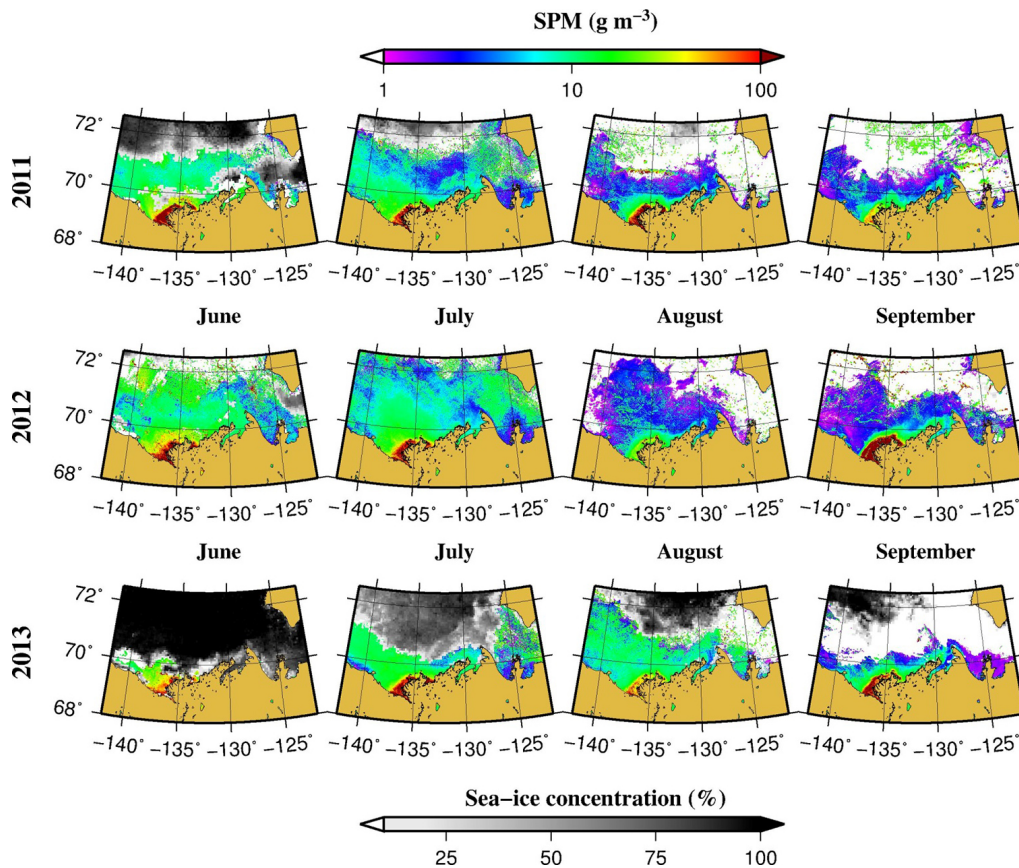 SPM (g m⁻³)
1 10 100
2011
72° 70° 68°
−140° −135° −130° −125° −140° −135° −130° −125° −140° −135° −130° −125° −140° −135° −130° −125°
June July August September
2012
72° 70° 68°
−140° −135° −130° −125° −140° −135° −130° −125° −140° −135° −130° −125° −140° −135° −130° −125°
June July August September
2013
72° 70° 68°
−140° −135° −130° −125° −140° −135° −130° −125° −140° −135° −130° −125° −140° −135° −130° −125°
Sea−ice concentration (%)
25 50 75 100